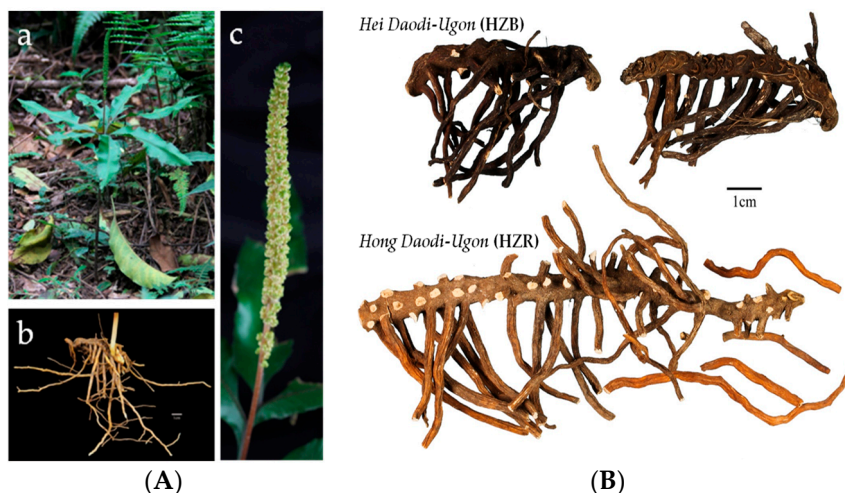 a
b
c
(A)
Hei Daodi-Ugon (HZB)
1cm
Hong Daodi-Ugon (HZR)
(B)